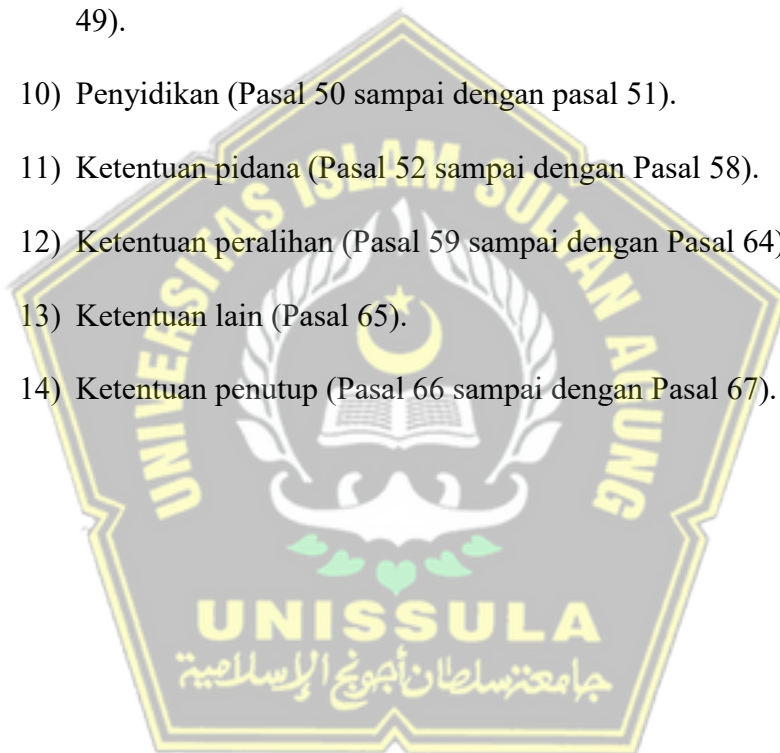 49).
10) Penyidikan (Pasal 50 sampai dengan pasal 51).
11) Ketentuan pidana (Pasal 52 sampai dengan Pasal 58).
12) Ketentuan peralihan (Pasal 59 sampai dengan Pasal 64)
13) Ketentuan lain (Pasal 65).
14) Ketentuan penutup (Pasal 66 sampai dengan Pasal 67).
UNIVERSITAS ISLAM SULTAN AGUNG
UNISSULA
جامعة سلطان أجونج الإسلامية